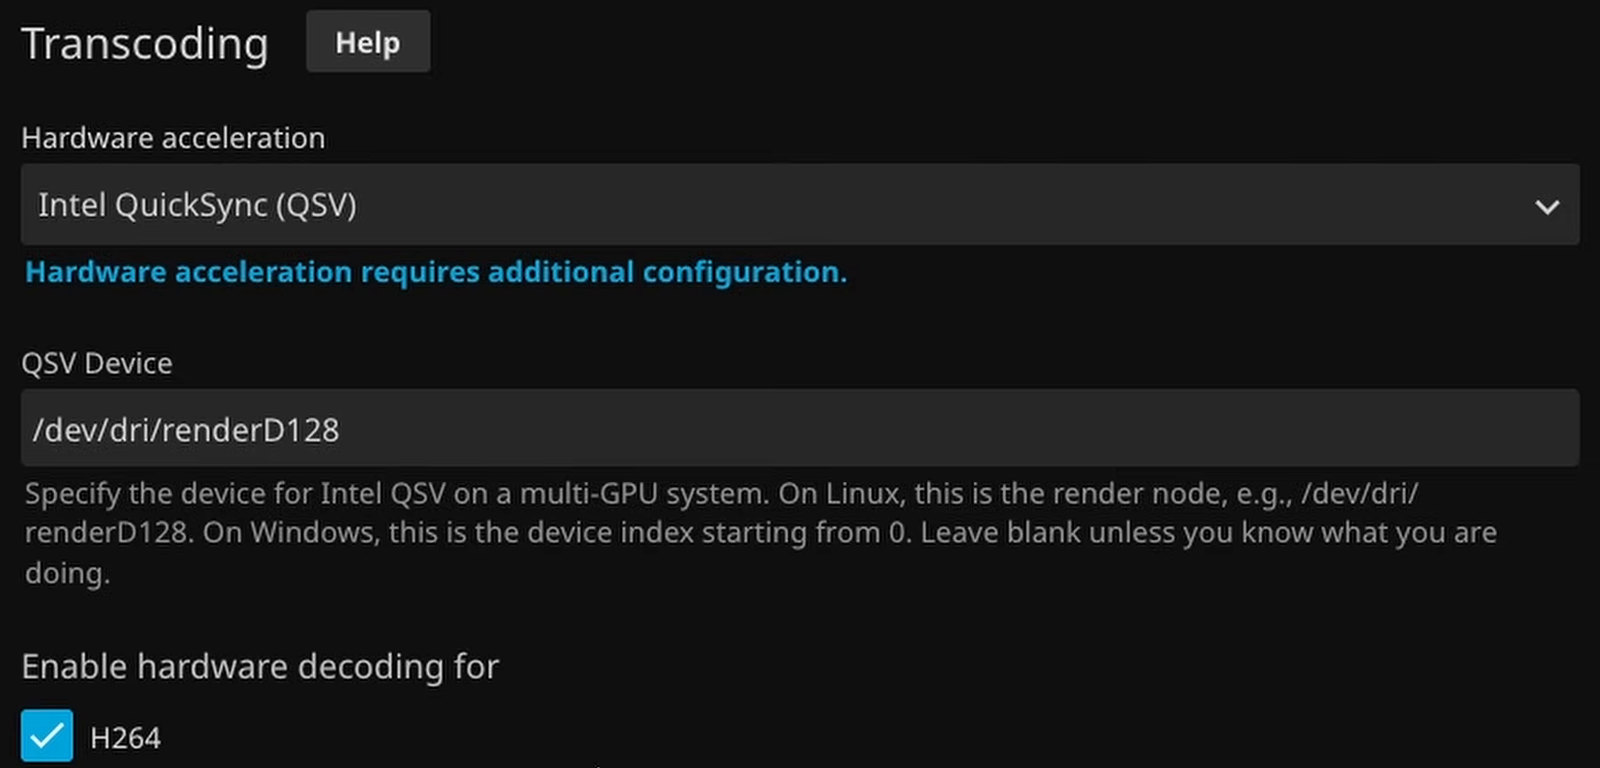 Transcoding
Help
Hardware acceleration
Intel QuickSync (QSV)
Hardware acceleration requires additional configuration.
QSV Device
/dev/dri/renderD128
Specify the device for Intel QSV on a multi-GPU system. On Linux, this is the render node, e.g., /dev/dri/
renderD128. On Windows, this is the device index starting from 0. Leave blank unless you know what you are
doing.
Enable hardware decoding for
H264